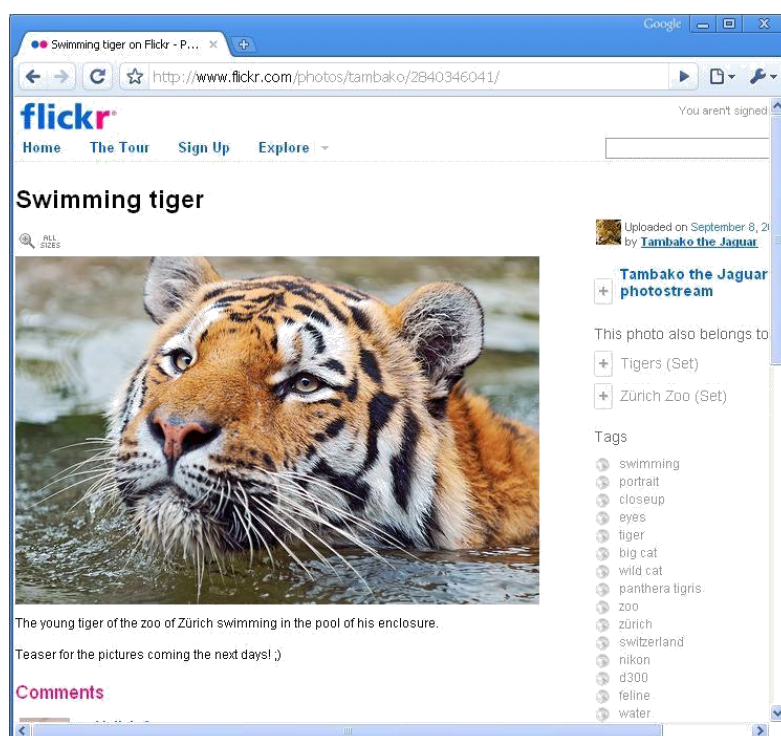 Google
Swimming tiger on Flickr - P...
http://www.flickr.com/photos/tambako/2840346041/
flickr
You aren't signed
Home The Tour Sign Up Explore
Swimming tiger
ALL
SIZES
Uploaded on September 8, 2
by Tambako the Jaguar
Tambako the Jaguar
photostream
This photo also belongs to
Tigers (Set)
Zürich Zoo (Set)
Tags
swimming
portrait
closeup
eyes
tiger
big cat
wild cat
panthera tigris
zoo
zürich
switzerland
nikon
d300
feline
water
The young tiger of the zoo of Zürich swimming in the pool of his enclosure.
Teaser for the pictures coming the next days! ;)
Comments